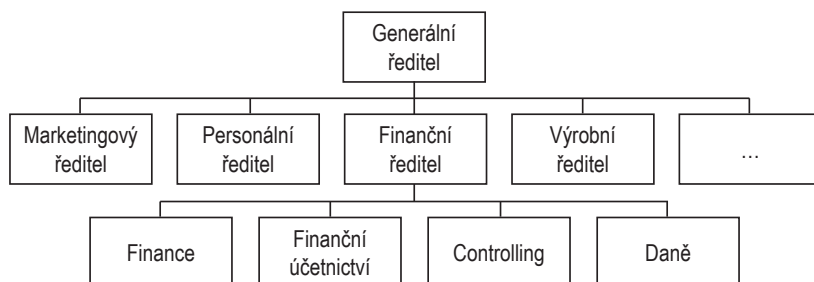 Generální
ředitel
Marketingový
ředitel
Personální
ředitel
Finanční
ředitel
Výrobní
ředitel
…
Finance
Finanční
účetnictví
Controlling
Daně